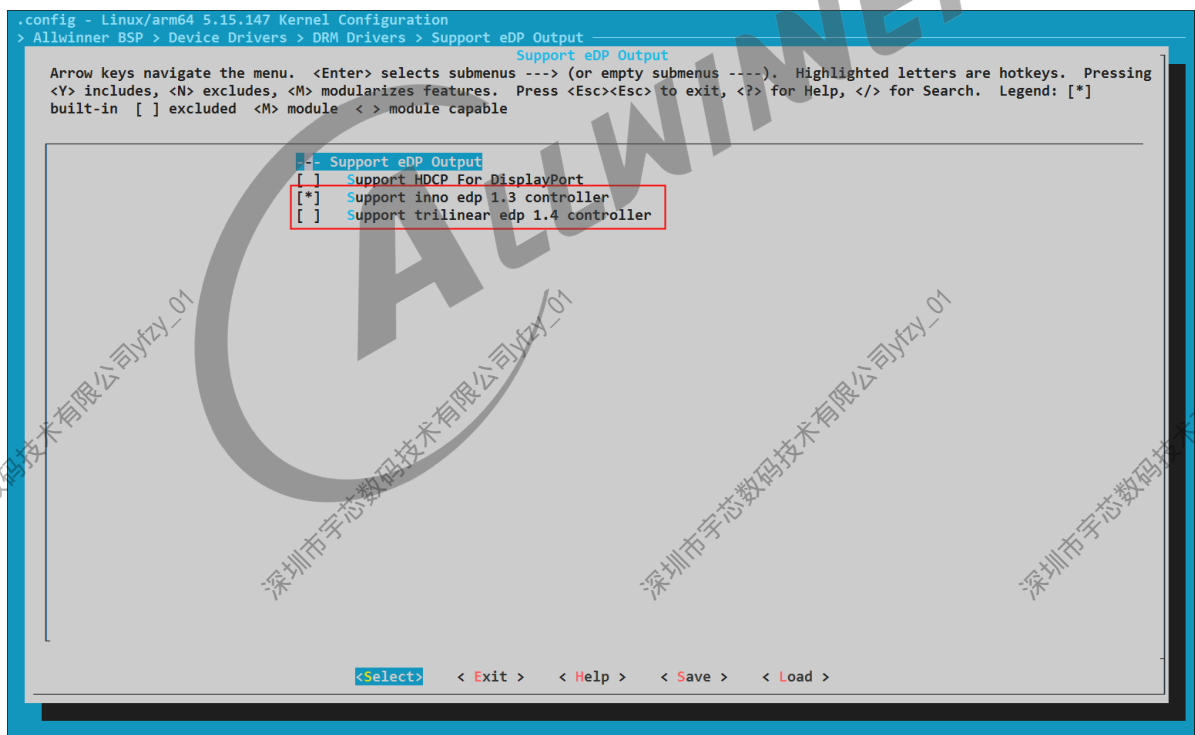 .config - Linux/arm64 5.15.147 Kernel Configuration
> Allwinner BSP > Device Drivers > DRM Drivers > Support eDP Output
Support eDP Output
Arrow keys navigate the menu.  <Enter> selects submenus ---> (or empty submenus ----).  Highlighted letters are hotkeys.  Pressing
<Y> includes, <N> excludes, <M> modularizes features.  Press <Esc><Esc> to exit, <?> for Help, </> for Search.  Legend: [*]
built-in  [ ] excluded  <M> module  < > module capable
--- Support eDP Output
[ ]   Support HDCP For DisplayPort
[*]   Support inno edp 1.3 controller
[ ]   Support trilinear edp 1.4 controller
<Select>    < Exit >    < Help >    < Save >    < Load >
ALLWINNER
深圳市宇芯数码技术有限公司yfzy_01
深圳市宇芯数码技术有限公司yfzy_01
深圳市宇芯数码技术有限公司yfzy_01